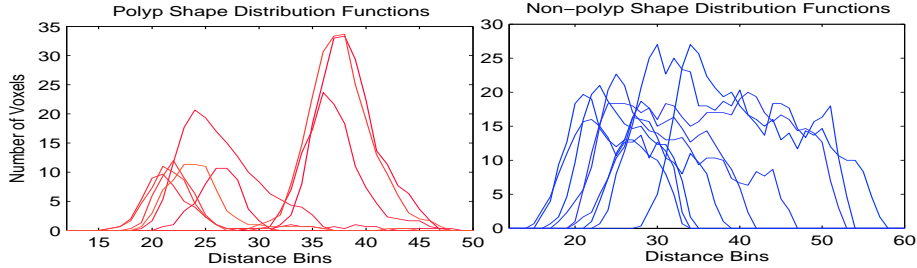 Polyp Shape Distribution Functions
Non-polyp Shape Distribution Functions
Number of Voxels
35
30
25
20
15
10
5
0
15 20 25 30 35 40 45 50
Distance Bins
30
25
20
15
10
5
0
20 30 40 50 60
Distance Bins